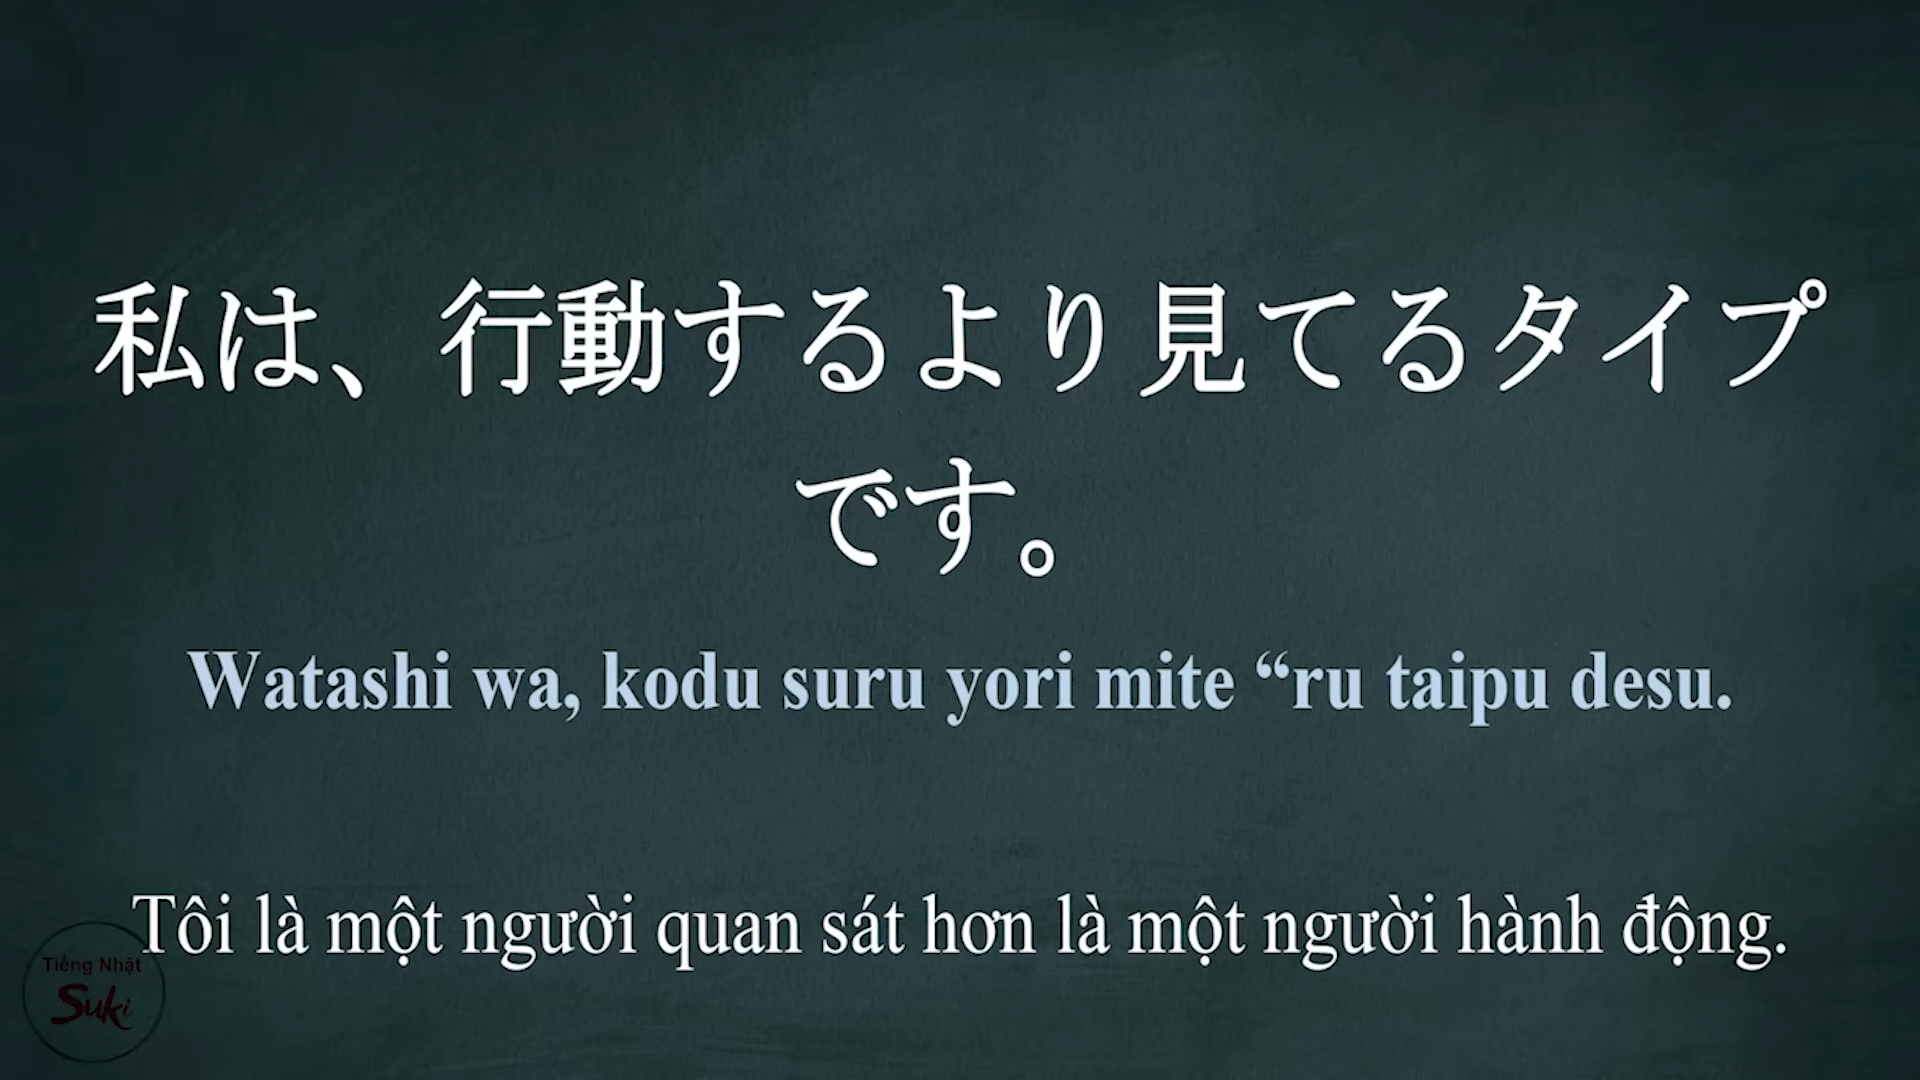 私は、行動するより見てるタイプ
です。
Watashi wa, kodu suru yori mite “ru taipu desu.
Tôi là một người quan sát hơn là một người hành động.
Tiếng Nhật
Suki